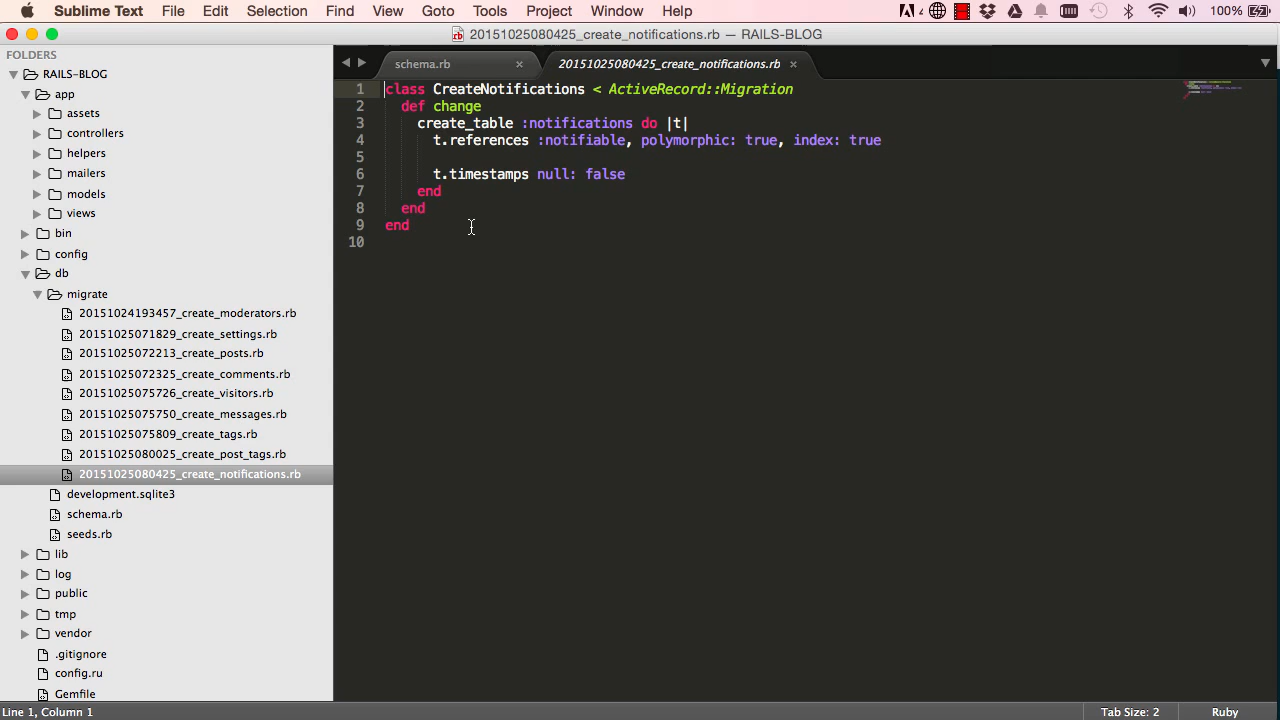 Sublime Text File Edit Selection Find View Goto Tools Project Window Help 4 100%
20151025080425_create_notifications.rb — RAILS-BLOG
FOLDERS
RAILS-BLOG
app
assets
controllers
helpers
mailers
models
views
bin
config
db
migrate
20151024193457_create_moderators.rb
20151025071829_create_settings.rb
20151025072213_create_posts.rb
20151025072325_create_comments.rb
20151025075726_create_visitors.rb
20151025075750_create_messages.rb
20151025075809_create_tags.rb
20151025080025_create_post_tags.rb
20151025080425_create_notifications.rb
development.sqlite3
schema.rb
seeds.rb
lib
log
public
tmp
vendor
.gitignore
config.ru
Gemfile
schema.rb × 20151025080425_create_notifications.rb ×
1 class CreateNotifications < ActiveRecord::Migration
2 def change
3 create_table :notifications do |t|
4 t.references :notifiable, polymorphic: true, index: true
5
6 t.timestamps null: false
7 end
8 end
9 end
10
Line 1, Column 1 Tab Size: 2 Ruby